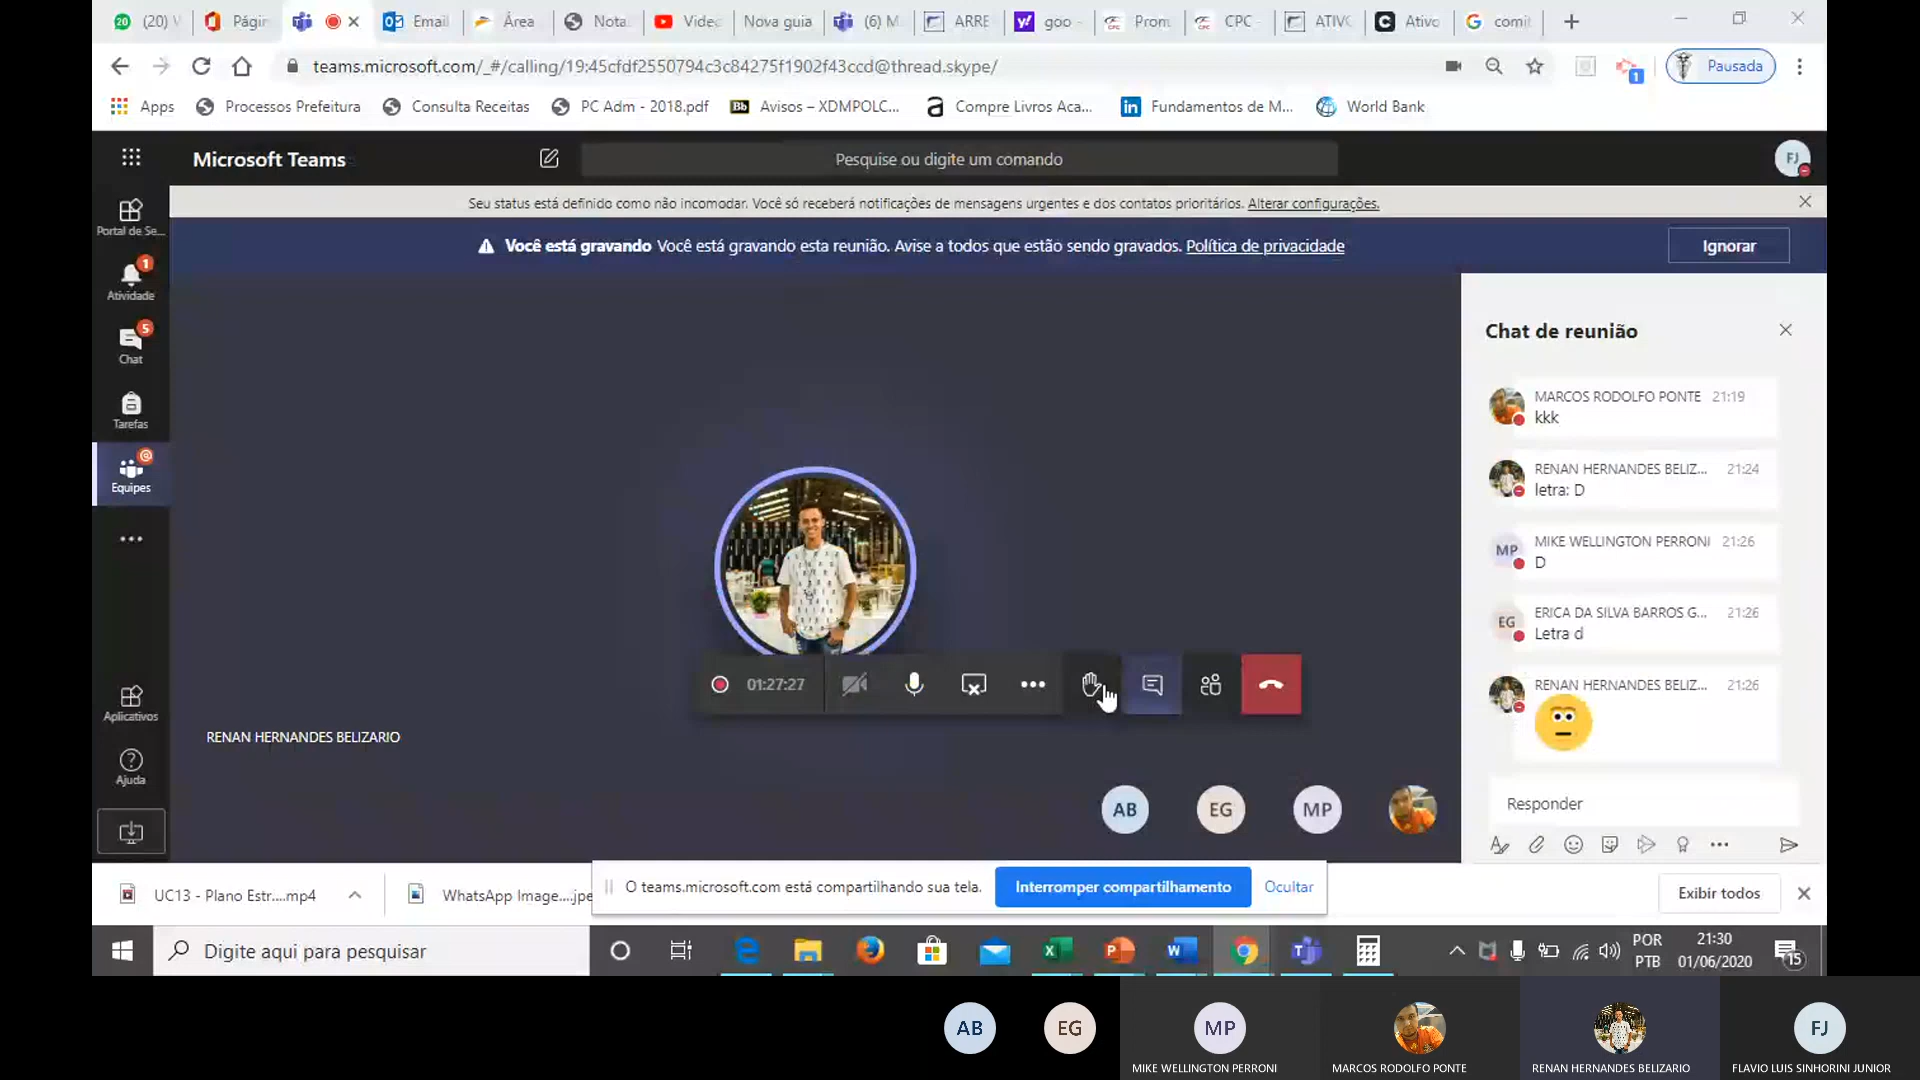 (20) V
Págin
Email
Área
Nota
Videc
Nova guia
(6) M
ARRE
goo -
Pront
CPC -
ATIVO
Ativo
comit
teams.microsoft.com/_#/calling/19:45cfdf2550794c3c84275f1902f43ccd@thread.skype/
1
Pausada
Apps
Processos Prefeitura
Consulta Receitas
PC Adm - 2018.pdf
Bb
Avisos – XDMPOLC...
Compre Livros Aca...
Fundamentos de M...
World Bank
Microsoft Teams
Pesquise ou digite um comando
FJ
Seu status está definido como não incomodar. Você só receberá notificações de mensagens urgentes e dos contatos prioritários. Alterar configurações.
Você está gravando Você está gravando esta reunião. Avise a todos que estão sendo gravados. Política de privacidade
Ignorar
Portal de Se...
1
Atividade
5
Chat
Tarefas
Equipes
Aplicativos
Ajuda
01:27:27
RENAN HERNANDES BELIZARIO
AB
EG
MP
Chat de reunião
MARCOS RODOLFO PONTE 21:19
kkk
RENAN HERNANDES BELIZ... 21:24
letra: D
MP
MIKE WELLINGTON PERRONI 21:26
D
EG
ERICA DA SILVA BARROS G... 21:26
Letra d
RENAN HERNANDES BELIZ... 21:26
Responder
UC13 - Plano Estr....mp4
WhatsApp Image....jpe
O teams.microsoft.com está compartilhando sua tela.
Interromper compartilhamento
Ocultar
Exibir todos
Digite aqui para pesquisar
POR
PTB
21:30
01/06/2020
15
AB
EG
MP
FJ
MIKE WELLINGTON PERRONI
MARCOS RODOLFO PONTE
RENAN HERNANDES BELIZARIO
FLAVIO LUIS SINHORINI JUNIOR